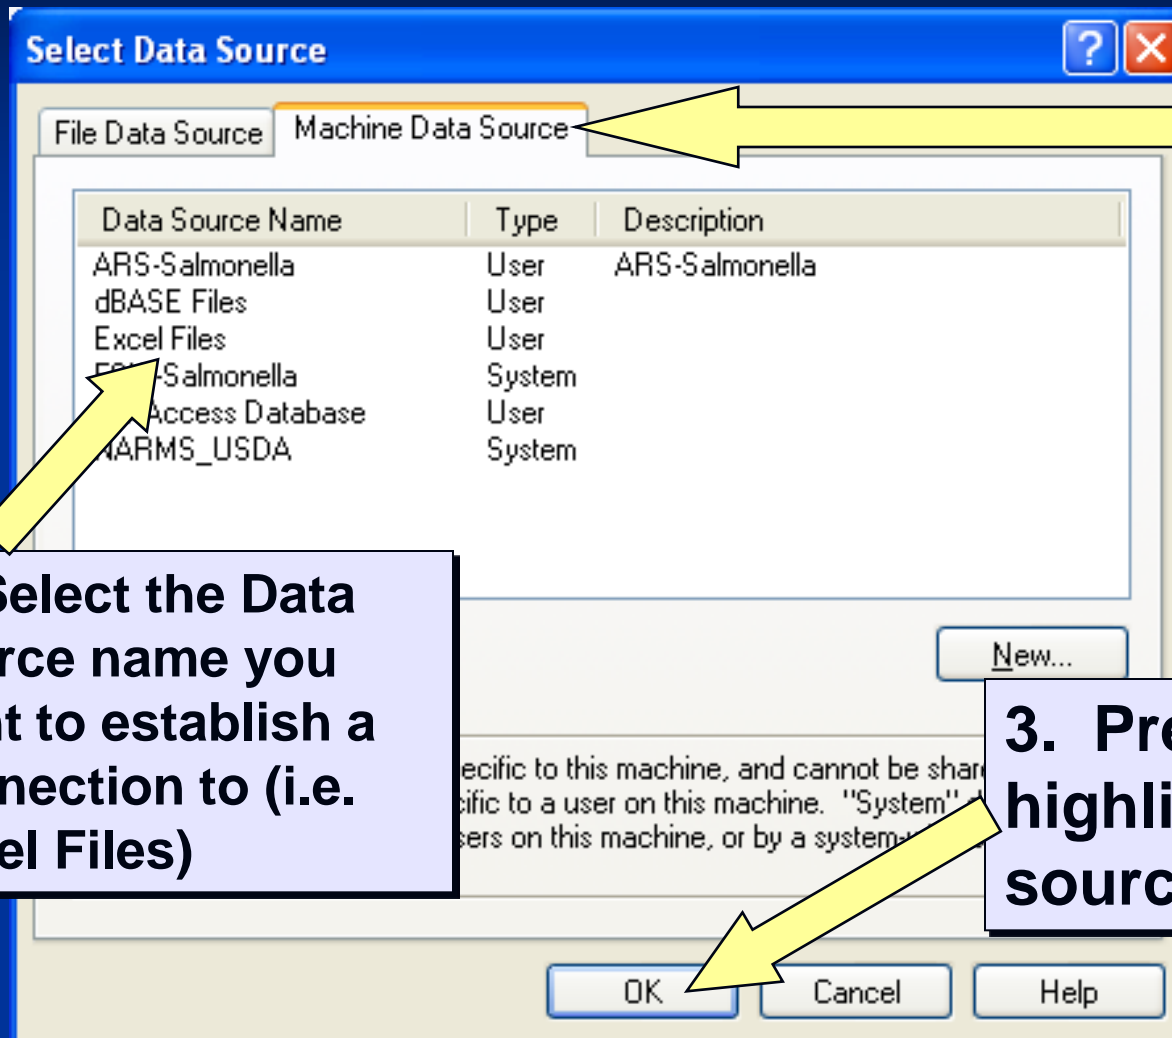 Select Data Source
File Data Source Machine Data Source
Data Source Name Type Description
ARS-Salmonella User ARS-Salmonella
dBASE Files User
Excel Files User
-Salmonella System
Access Database User
NARMS_USDA System
Select the Data
rce name you
t to establish a
nection to (i.e.
el Files)
New...
ecific to this machine, and cannot be shar
ific to a user on this machine. "System"
sers on this machine, or by a system-
3. Pre
highli
sourc
OK Cancel Help